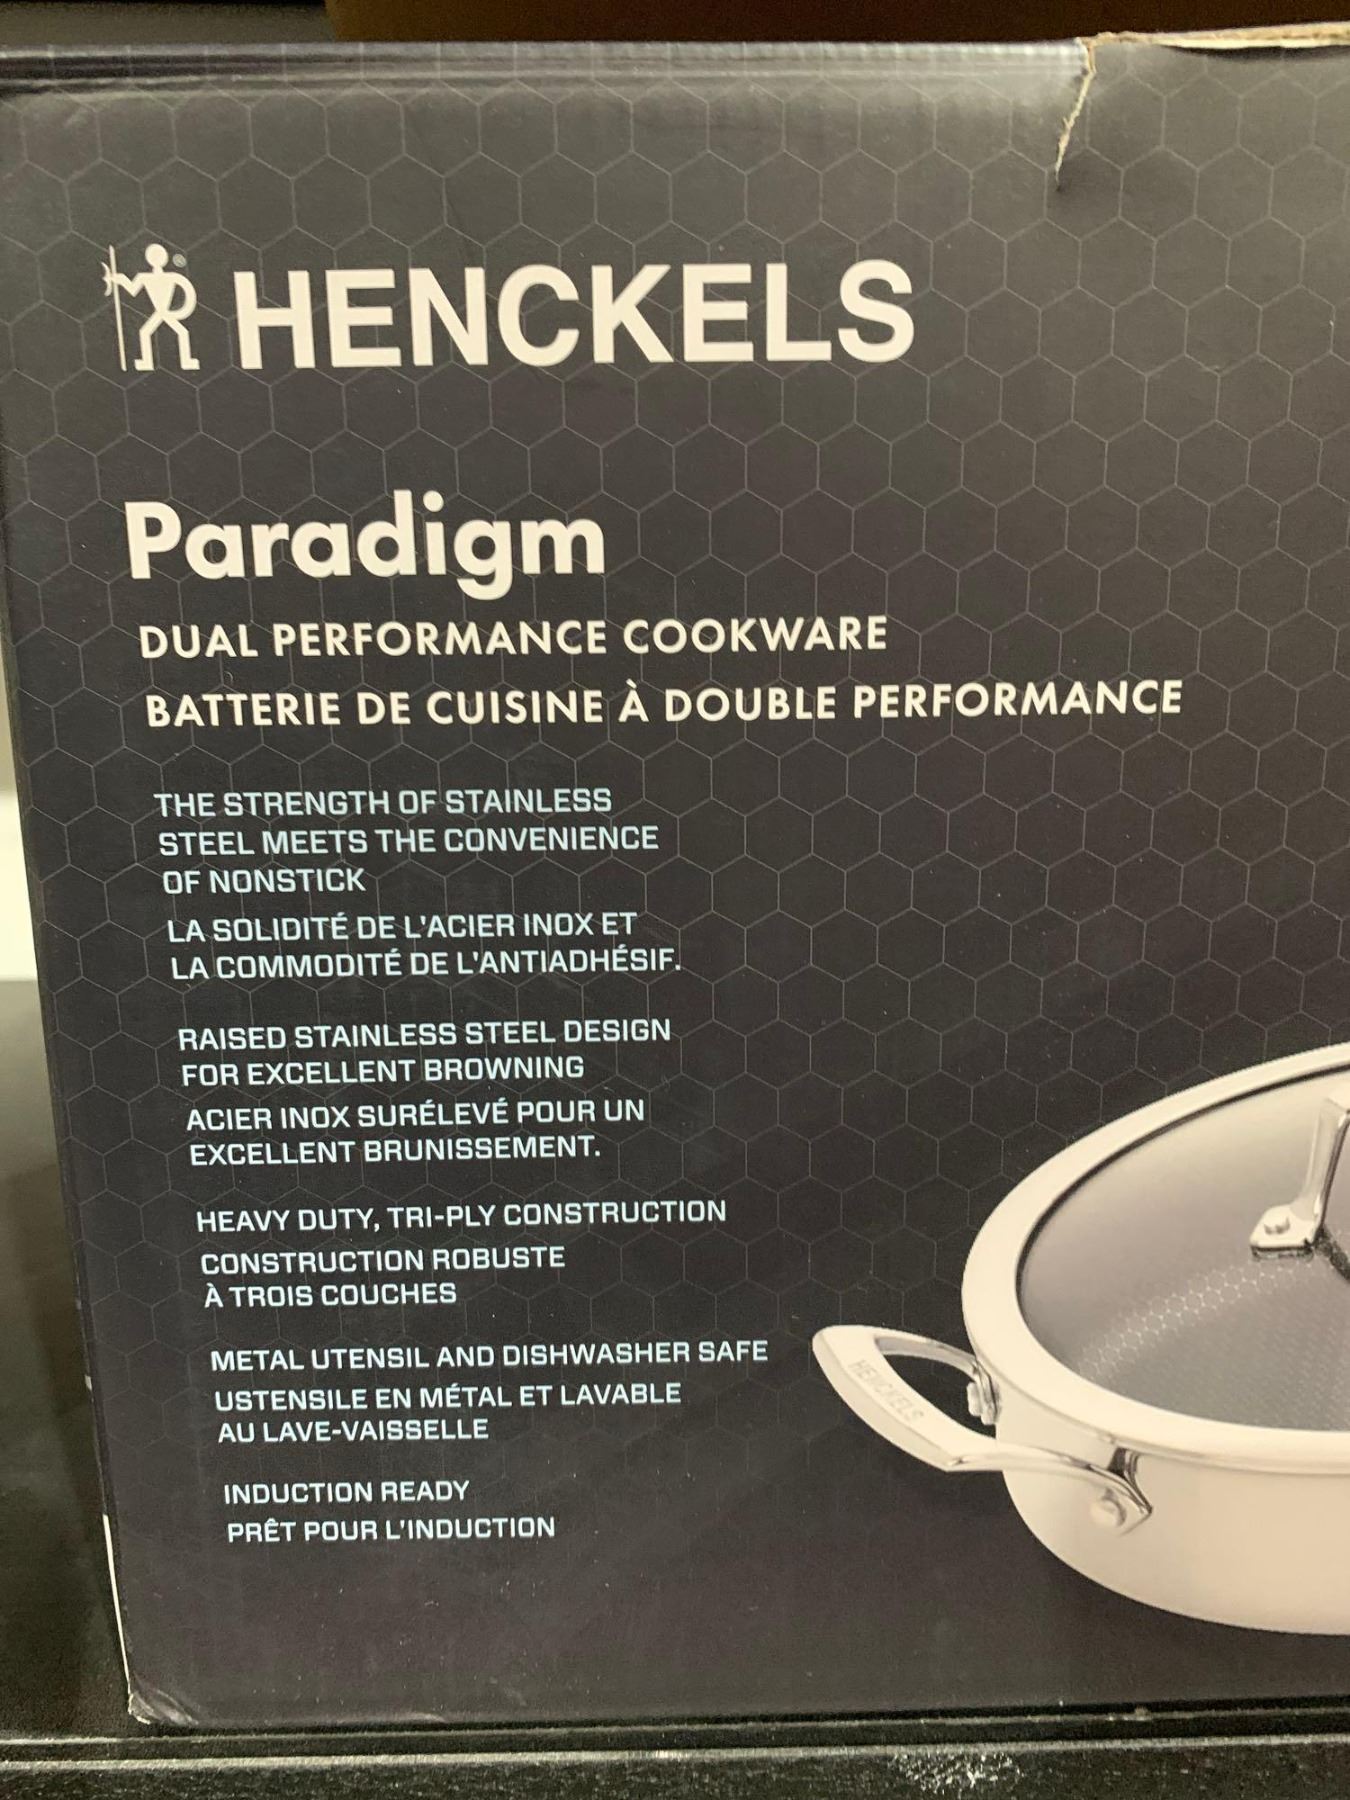 HENCKELS
Paradigm
DUAL PERFORMANCE COOKWARE
BATTERIE DE CUISINE À DOUBLE PERFORMANCE
THE STRENGTH OF STAINLESS
STEEL MEETS THE CONVENIENCE
OF NONSTICK
LA SOLIDITÉ DE L'ACIER INOX ET
LA COMMODITÉ DE L'ANTIADHÉSIF.
RAISED STAINLESS STEEL DESIGN
FOR EXCELLENT BROWNING
ACIER INOX SURÉLEVÉ POUR UN
EXCELLENT BRUNISSEMENT.
HEAVY DUTY, TRI-PLY CONSTRUCTION
CONSTRUCTION ROBUSTE
À TROIS COUCHES
METAL UTENSIL AND DISHWASHER SAFE
USTENSILE EN MÉTAL ET LAVABLE
AU LAVE-VAISSELLE
INDUCTION READY
PRÊT POUR L'INDUCTION
HENCKELS